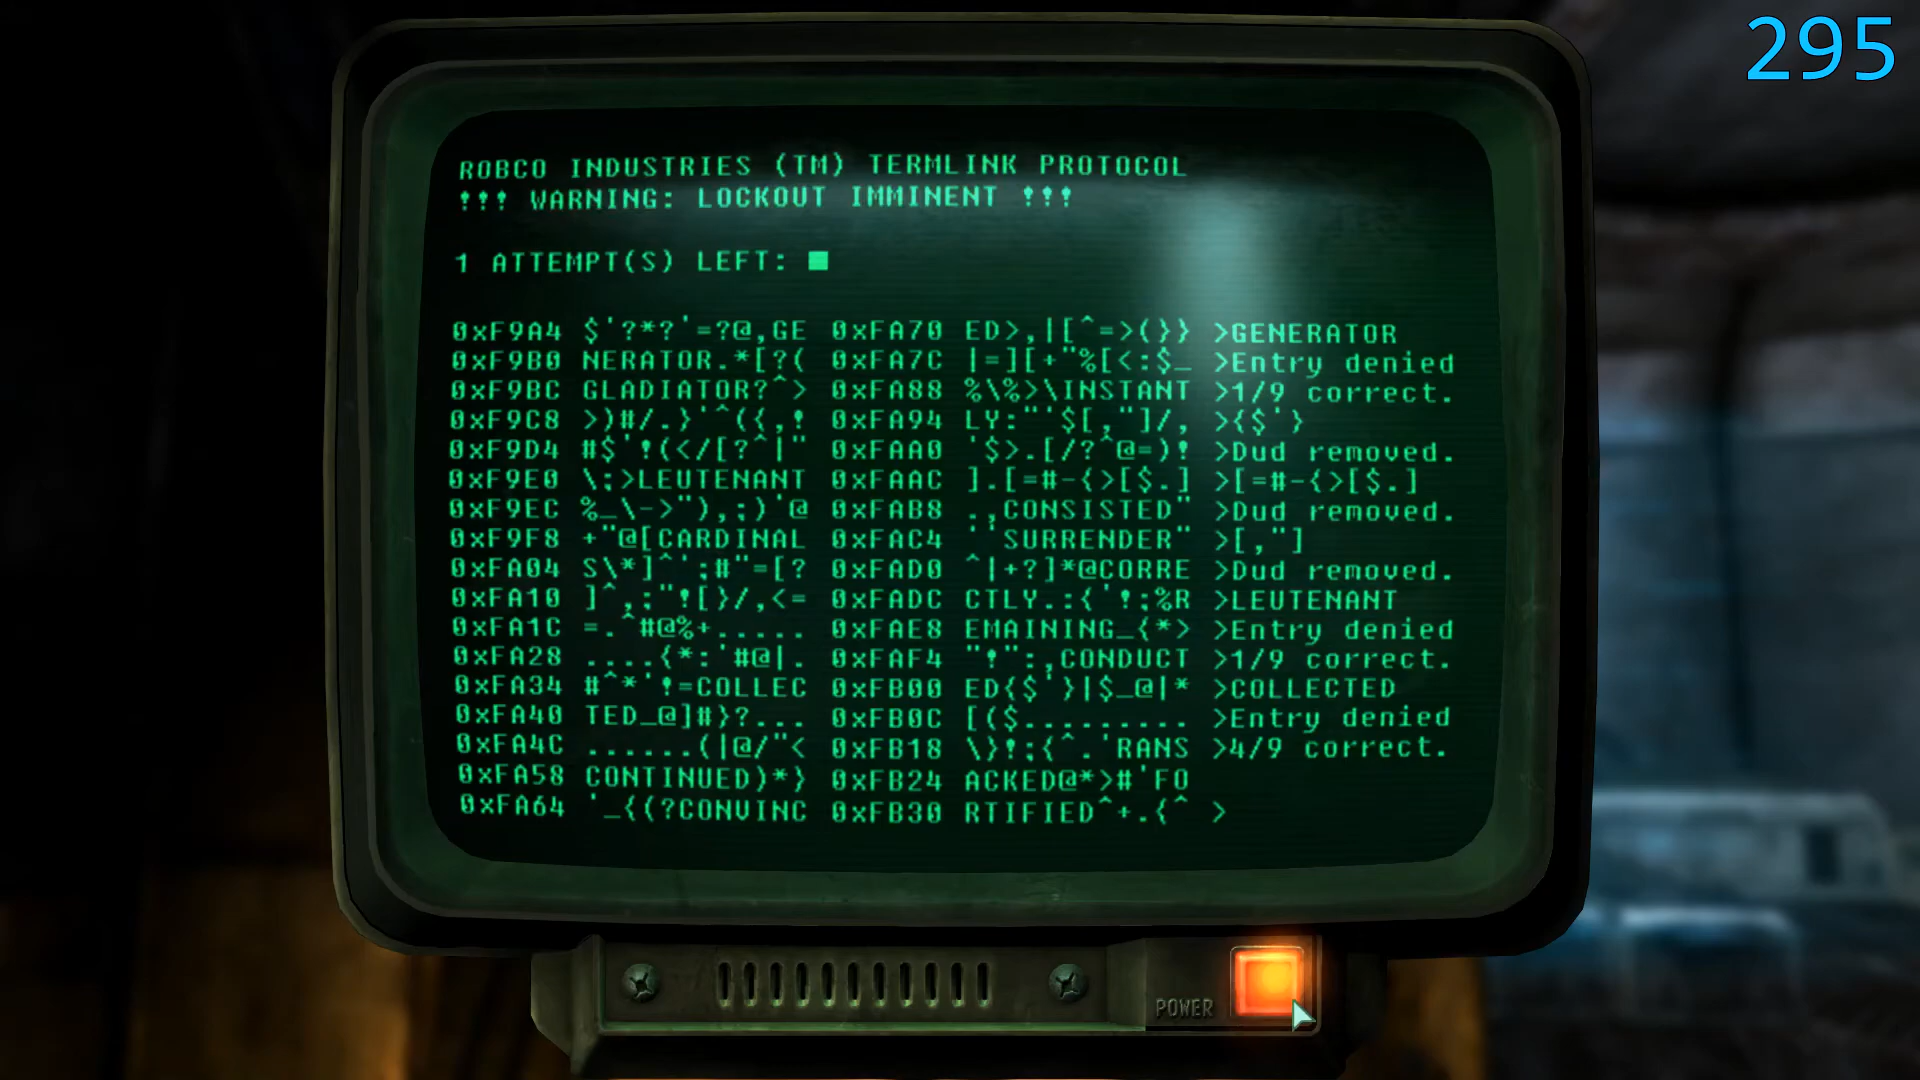 295
ROBCO INDUSTRIES (TM) TERMLINK PROTOCOL
!!! WARNING: LOCKOUT IMMINENT !!!
1 ATTEMPT(S) LEFT:
0xF9A4 $'?*?'=?@,GE 0xFA70 ED>,|[^=>(}} >GENERATOR
0xF9B0 NERATOR.*[?( 0xFA7C |=][+"%[<:$_ >Entry denied
0xF9BC GLADIATOR?^> 0xFA88 %\%>\INSTANT >1/9 correct.
0xF9C8 >)#/.}'^({,! 0xFA94 LY:"'$[,"]/, >{$'}
0xF9D4 #$'!(</[?^|" 0xFAA0 '$>.[/?^@=)! >Dud removed.
0xF9E0 \;>LEUTENANT 0xFAAC ].[=#-{>[$.] >[=#-{>[$.]
0xF9EC %_\->"),;)'@ 0xFAB8 .,CONSISTED" >Dud removed.
0xF9F8 +"@[CARDINAL 0xFAC4 ''SURRENDER" >[,"]
0xFA04 S\*]^';#"=[? 0xFAD0 ^|+?]*@CORRE >Dud removed.
0xFA10 ]^,;"![}/,<= 0xFADC CTLY.:{'!;%R >LEUTENANT
0xFA1C =.^#@%+..... 0xFAE8 EMAINING_{*> >Entry denied
0xFA28 ....{*:'#@|. 0xFAF4 "!":,CONDUCT >1/9 correct.
0xFA34 #^*'!=COLLEC 0xFB00 ED{$'}|$_@|* >COLLECTED
0xFA40 TED_@]#}?... 0xFB0C [($......... >Entry denied
0xFA4C ......(|@/"< 0xFB18 \}!;{^.'RANS >4/9 correct.
0xFA58 CONTINUED)*} 0xFB24 ACKED@*>#'FO
0xFA64 '_{(?CONVINC 0xFB30 RTIFIED^+.{^ >
POWER